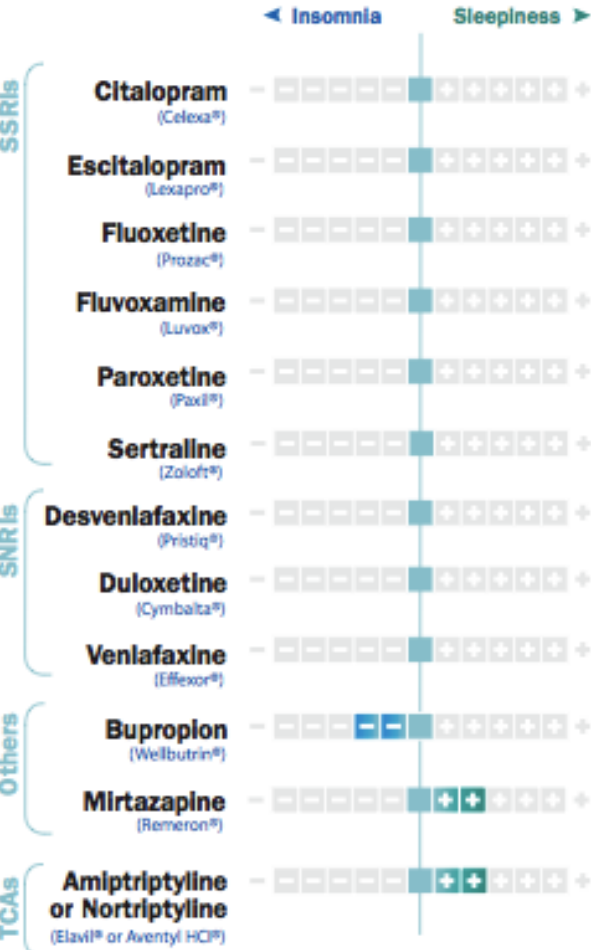 ◄ Insomnia Sleepiness ►
SSRIs
Citalopram
(Celexa®)
Escitalopram
(Lexapro®)
Fluoxetine
(Prozac®)
Fluvoxamine
(Luvox®)
Paroxetine
(Paxil®)
Sertraline
(Zoloft®)
SNRIs
Desvenlafaxine
(Pristiq®)
Duloxetine
(Cymbalta®)
Venlafaxine
(Effexor®)
Others
Bupropion
(Wellbutrin®)
Mirtazapine
(Remeron®)
TCAs
Amiptriptyline
or Nortriptyline
(Elavil® or Aventyl HCl®)